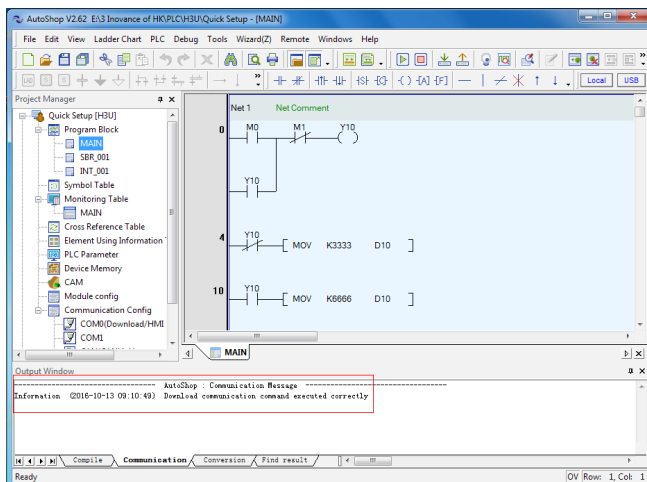 AutoShop V2.62 E:\3 Inovance of HK\PLC\H3U\Quick Setup - [MAIN]
File Edit View Ladder Chart PLC Debug Tools Wizard(Z) Remote Windows Help
Local USB
Project Manager
Quick Setup [H3U]
Program Block
MAIN
SBR_001
INT_001
Symbol Table
Monitoring Table
MAIN
Cross Reference Table
Element Using Information
PLC Parameter
Device Memory
CAM
Module config
Communication Config
COM0(Download/HMI
COM1
Net 1 Net Comment
0 M0 M1 Y10
Y10
4 Y10 MOV K3333 D10
10 Y10 MOV K6666 D10
MAIN
Output Window
AutoShop : Communication Message
Information (2016-10-13 09:10:49) Download communication command executed correctly
Compile Communication Conversion Find result
Ready OV Row: 1, Col: 1